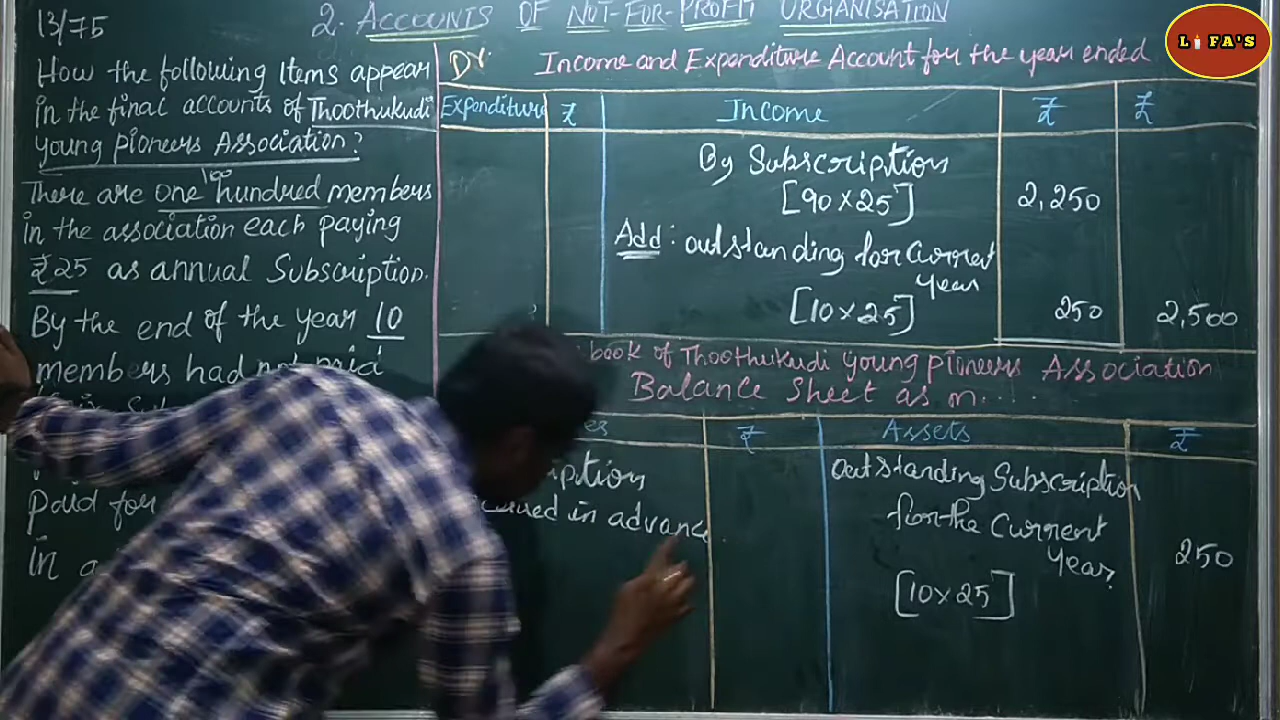 13/75
2. ACCOUNTS OF NOT-FOR-PROFIT ORGANISATION
LIFA'S
How the following Items appear
in the final accounts of Thoothukudi
young pioneers Association?
100
There are one hundred members
in the association each paying
₹25 as annual Subscription.
By the end of the year 10
members had not paid
paid for
In a
Dr. Income and Expenditure Account for the year ended
Expenditure ₹ Income ₹ ₹
By Subscription
[90×25] 2,250
Add: outstanding for current
year
[10×25] 250 2,500
book of Thoothukudi young pioneers Association
Balance Sheet as on.....
₹ Assets ₹
Outstanding Subscription
in advance
for the Current
Year. 250
[10×25]